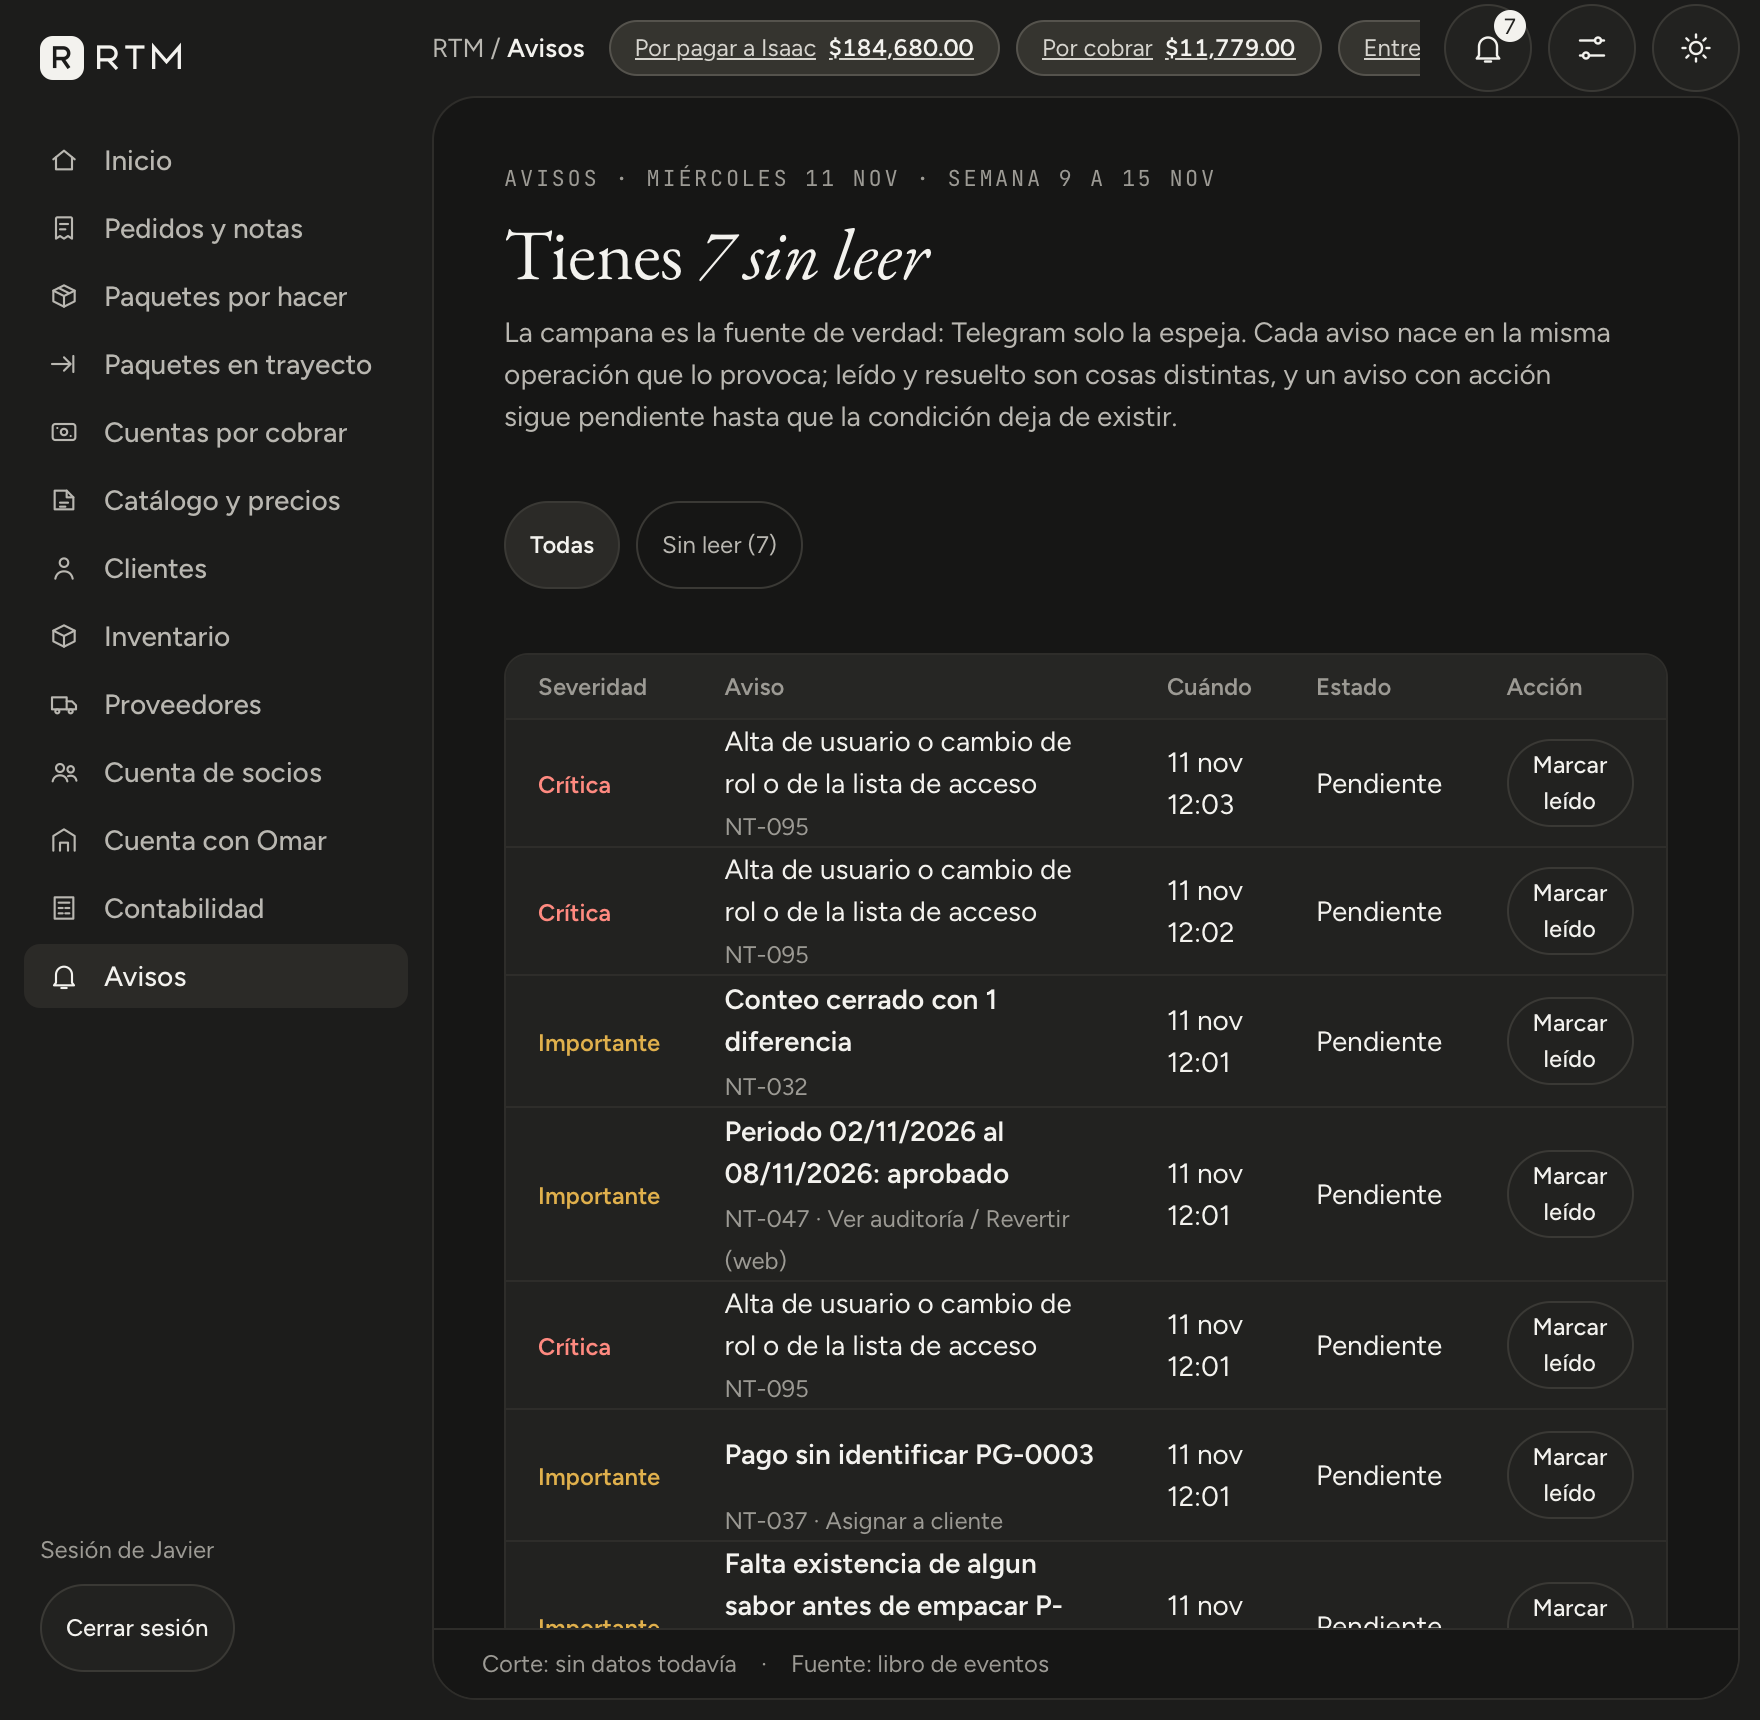 R RTM
Inicio
Pedidos y notas
Paquetes por hacer
Paquetes en trayecto
Cuentas por cobrar
Catálogo y precios
Clientes
Inventario
Proveedores
Cuenta de socios
Cuenta con Omar
Contabilidad
Avisos
Sesión de Javier
Cerrar sesión
RTM / Avisos
Por pagar a Isaac $184,680.00
Por cobrar $11,779.00
Entre
7
AVISOS · MIÉRCOLES 11 NOV · SEMANA 9 A 15 NOV
Tienes 7 sin leer
La campana es la fuente de verdad: Telegram solo la espeja. Cada aviso nace en la misma
operación que lo provoca; leído y resuelto son cosas distintas, y un aviso con acción
sigue pendiente hasta que la condición deja de existir.
Todas
Sin leer (7)
Severidad Aviso Cuándo Estado Acción
Crítica
Alta de usuario o cambio de
rol o de la lista de acceso
NT-095
11 nov
12:03
Pendiente
Marcar
leído
Crítica
Alta de usuario o cambio de
rol o de la lista de acceso
NT-095
11 nov
12:02
Pendiente
Marcar
leído
Importante
Conteo cerrado con 1
diferencia
NT-032
11 nov
12:01
Pendiente
Marcar
leído
Importante
Periodo 02/11/2026 al
08/11/2026: aprobado
NT-047 · Ver auditoría / Revertir
(web)
11 nov
12:01
Pendiente
Marcar
leído
Crítica
Alta de usuario o cambio de
rol o de la lista de acceso
NT-095
11 nov
12:01
Pendiente
Marcar
leído
Importante
Pago sin identificar PG-0003
NT-037 · Asignar a cliente
11 nov
12:01
Pendiente
Marcar
leído
Importante
Falta existencia de algun
sabor antes de empacar P-
11 nov
Pendiente
Marcar
Corte: sin datos todavía · Fuente: libro de eventos